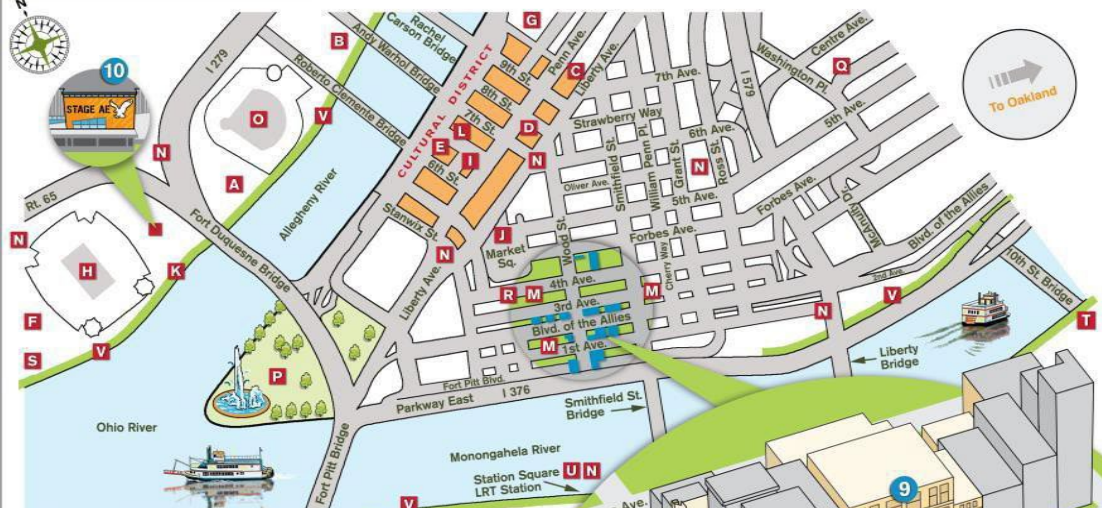 N
10
STAGE AE
I 279
B
Rachel
Carson Bridge
Andy Warhol Bridge
Roberto Clemente Bridge
G
CULTURAL DISTRICT
9th St.
8th St.
7th St.
6th St.
Penn Ave.
Liberty Ave.
C
7th Ave.
I 579
Washington Pl.
Centre Ave.
Q
To Oakland
O
V
L
E
I
D
N
Strawberry Way
6th Ave.
5th Ave.
N
A
Allegheny River
Smithfield St.
William Penn Pl.
Grant St.
Ross St.
N
Oliver Ave.
5th Ave.
Forbes Ave.
McAnulty Dr.
Blvd. of the Allies
Rt. 65
Fort Duquesne Bridge
Stanwix St.
N
J
Market
Sq.
Wood St.
Forbes Ave.
Cherry Way
2nd Ave.
10th St. Bridge
N
H
K
Liberty Ave.
R
M
4th Ave.
M
3rd Ave.
Blvd. of the Allies
M
1st Ave.
N
V
T
F
S
V
P
Fort Pitt Blvd.
Parkway East
I 376
Liberty
Bridge
Smithfield St.
Bridge
Ohio River
Fort Pitt Bridge
Monongahela River
Station Square
LRT Station
U
N
V
Ave.
9